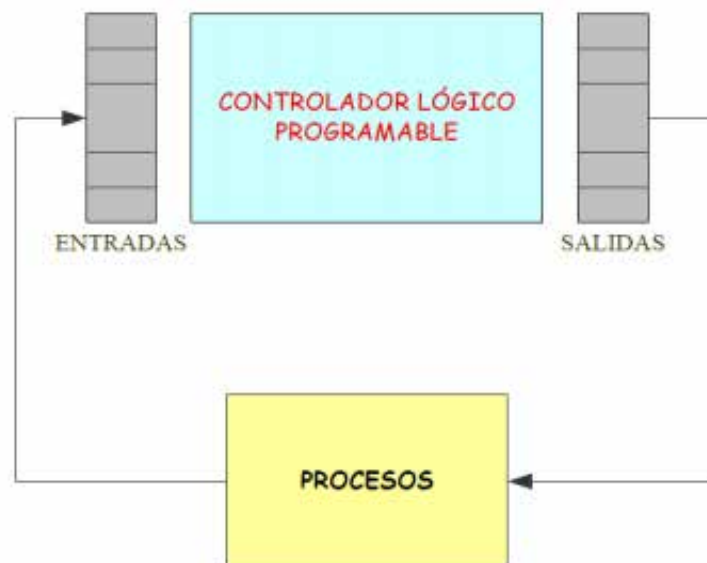 CONTROLADOR LÓGICO
PROGRAMABLE
ENTRADAS
SALIDAS
PROCESOS